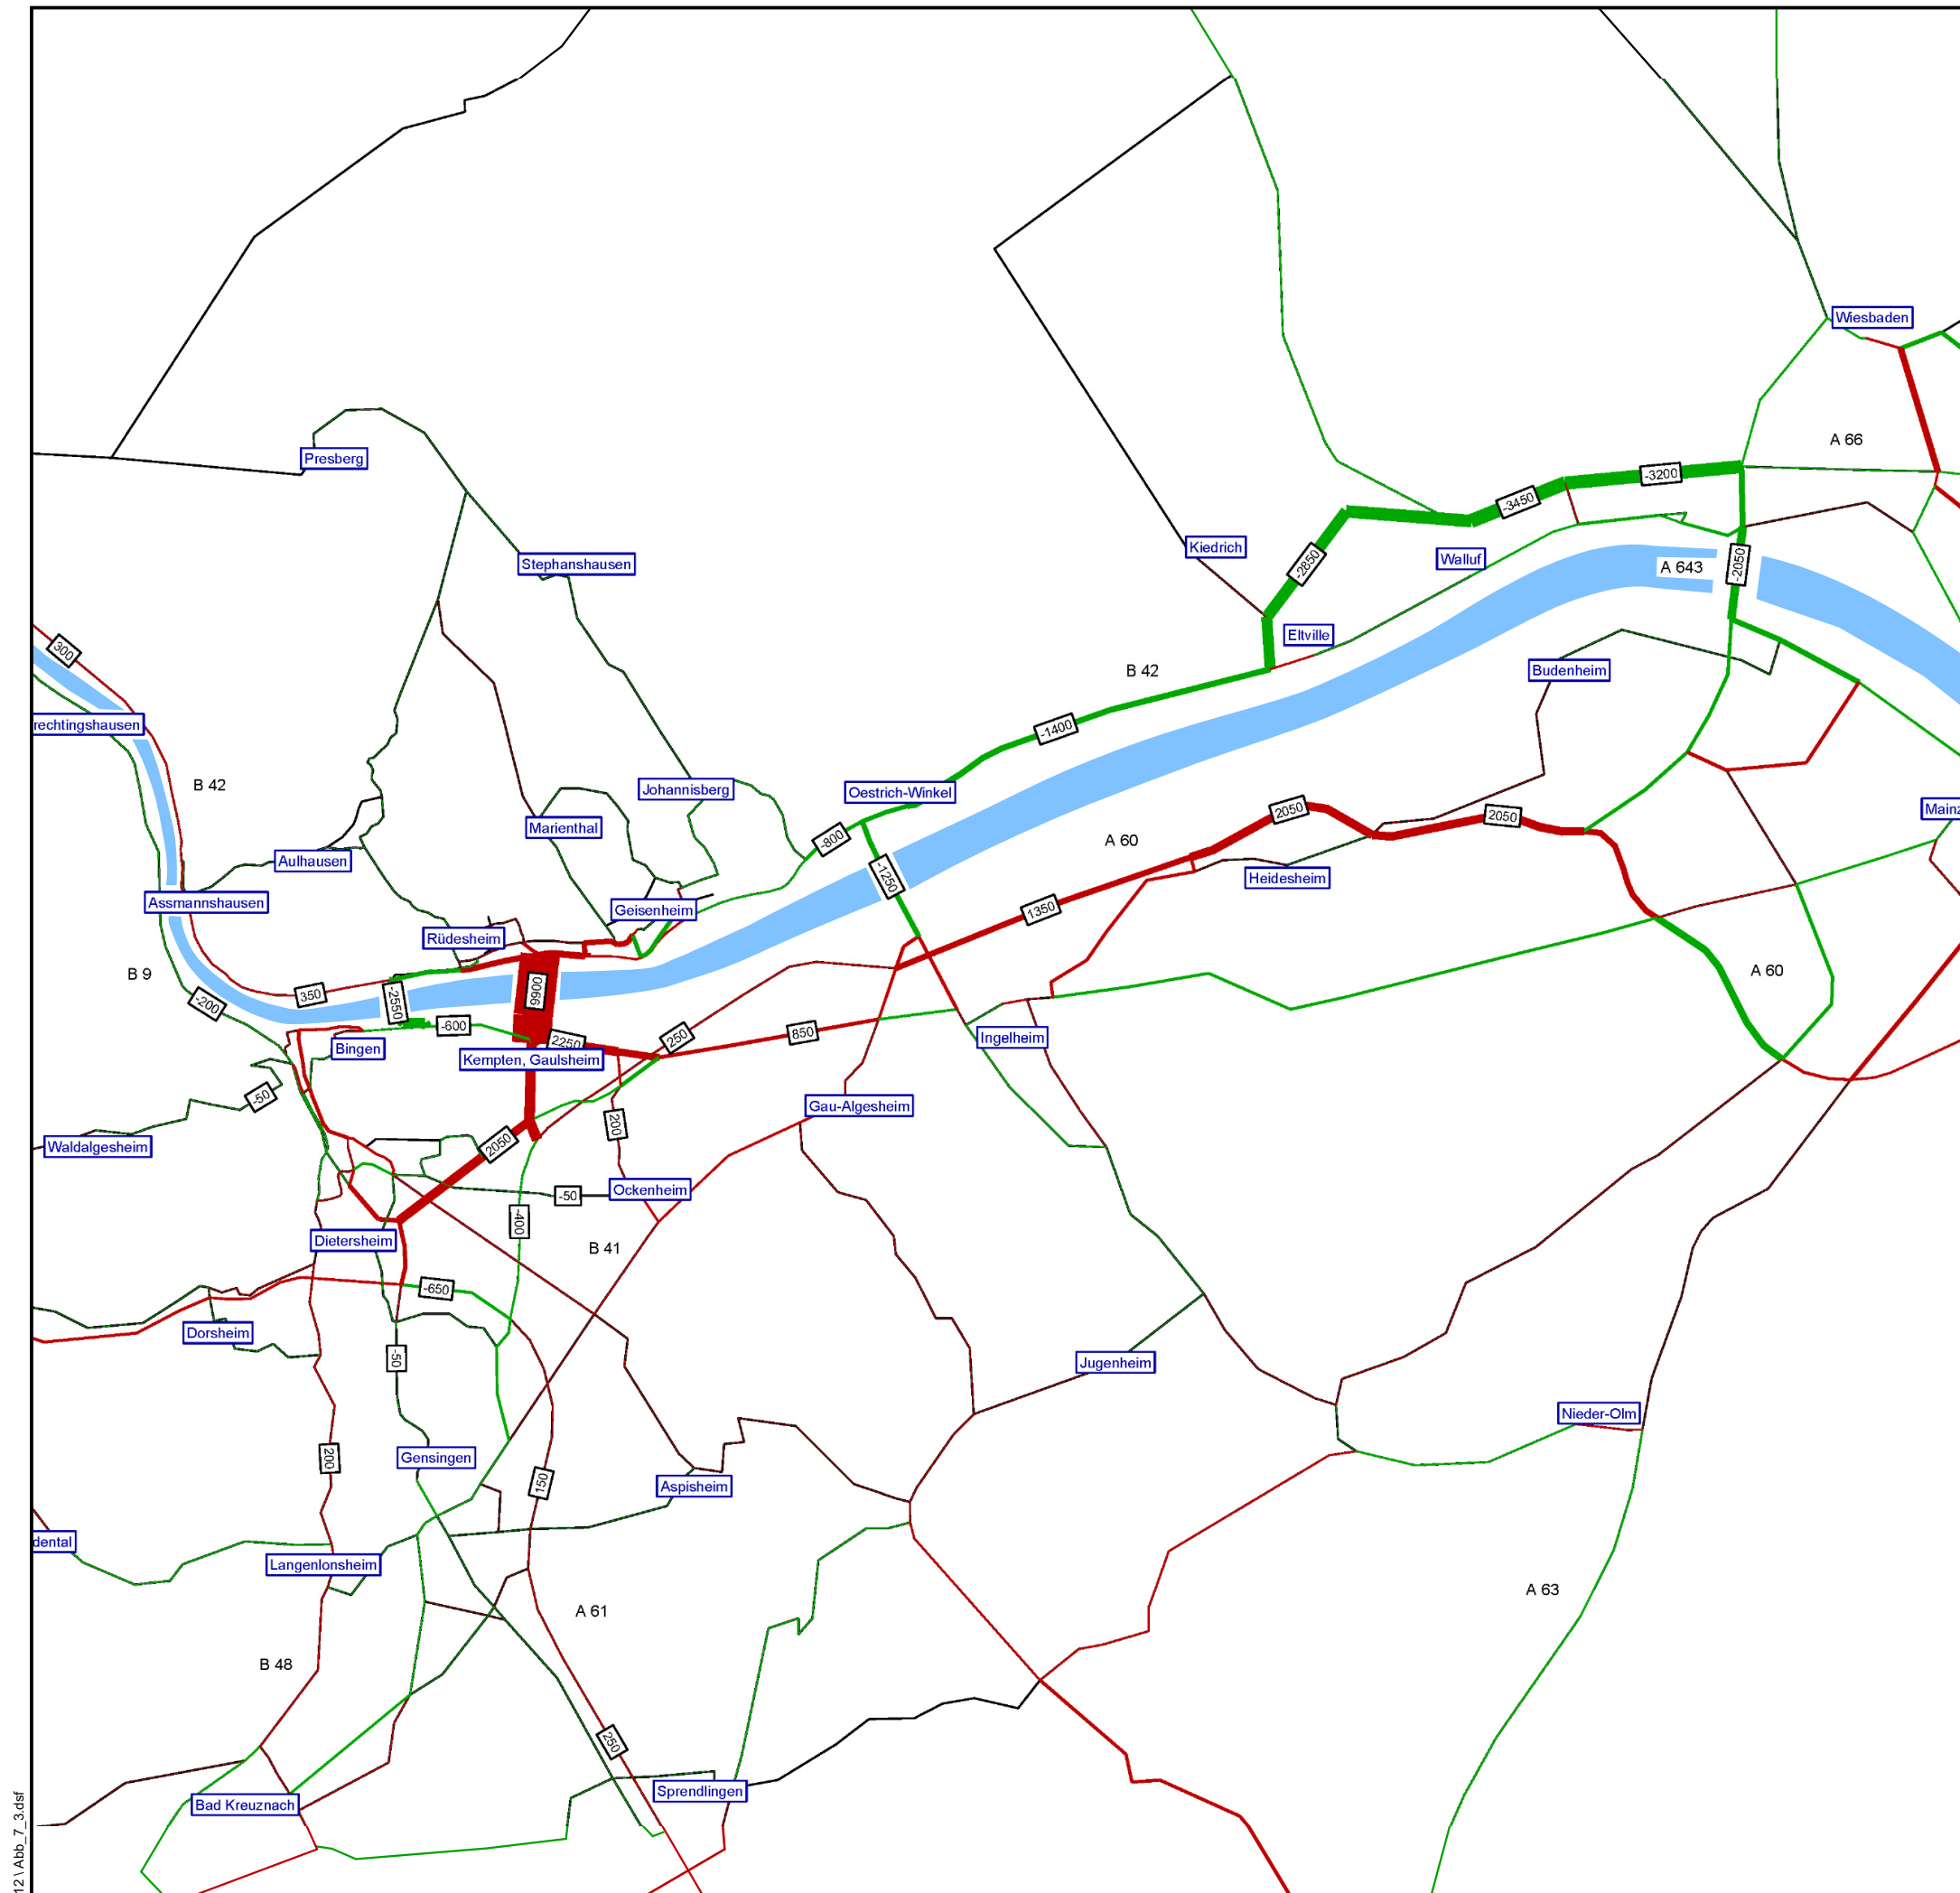 Wiesbaden
A 66
Presberg
-3200
-3450
Kiedrich
Stephanshausen
Walluf
-2850
A 643
-2050
Eltville
300
B 42
Budenheim
rechtingshausen
-1400
B 42
Johannisberg
Oestrich-Winkel
2050
2050
Mainz
Marienthal
-800
A 60
Aulhausen
-1250
Heidesheim
Assmannshausen
Geisenheim
1350
Rüdesheim
B 9
A 60
350
-2550
9900
-200
-600
850
250
2250
Ingelheim
Bingen
Kempten, Gaulsheim
-50
Gau-Algesheim
200
Waldalgesheim
2050
-50
Ockenheim
-400
Dietersheim
B 41
-650
Dorsheim
-50
Jugenheim
Nieder-Olm
200
Gensingen
150
Aspisheim
dental
Langenlonsheim
A 63
A 61
B 48
250
Sprendlingen
Bad Kreuznach
12 \ Abb_7_3.dsf